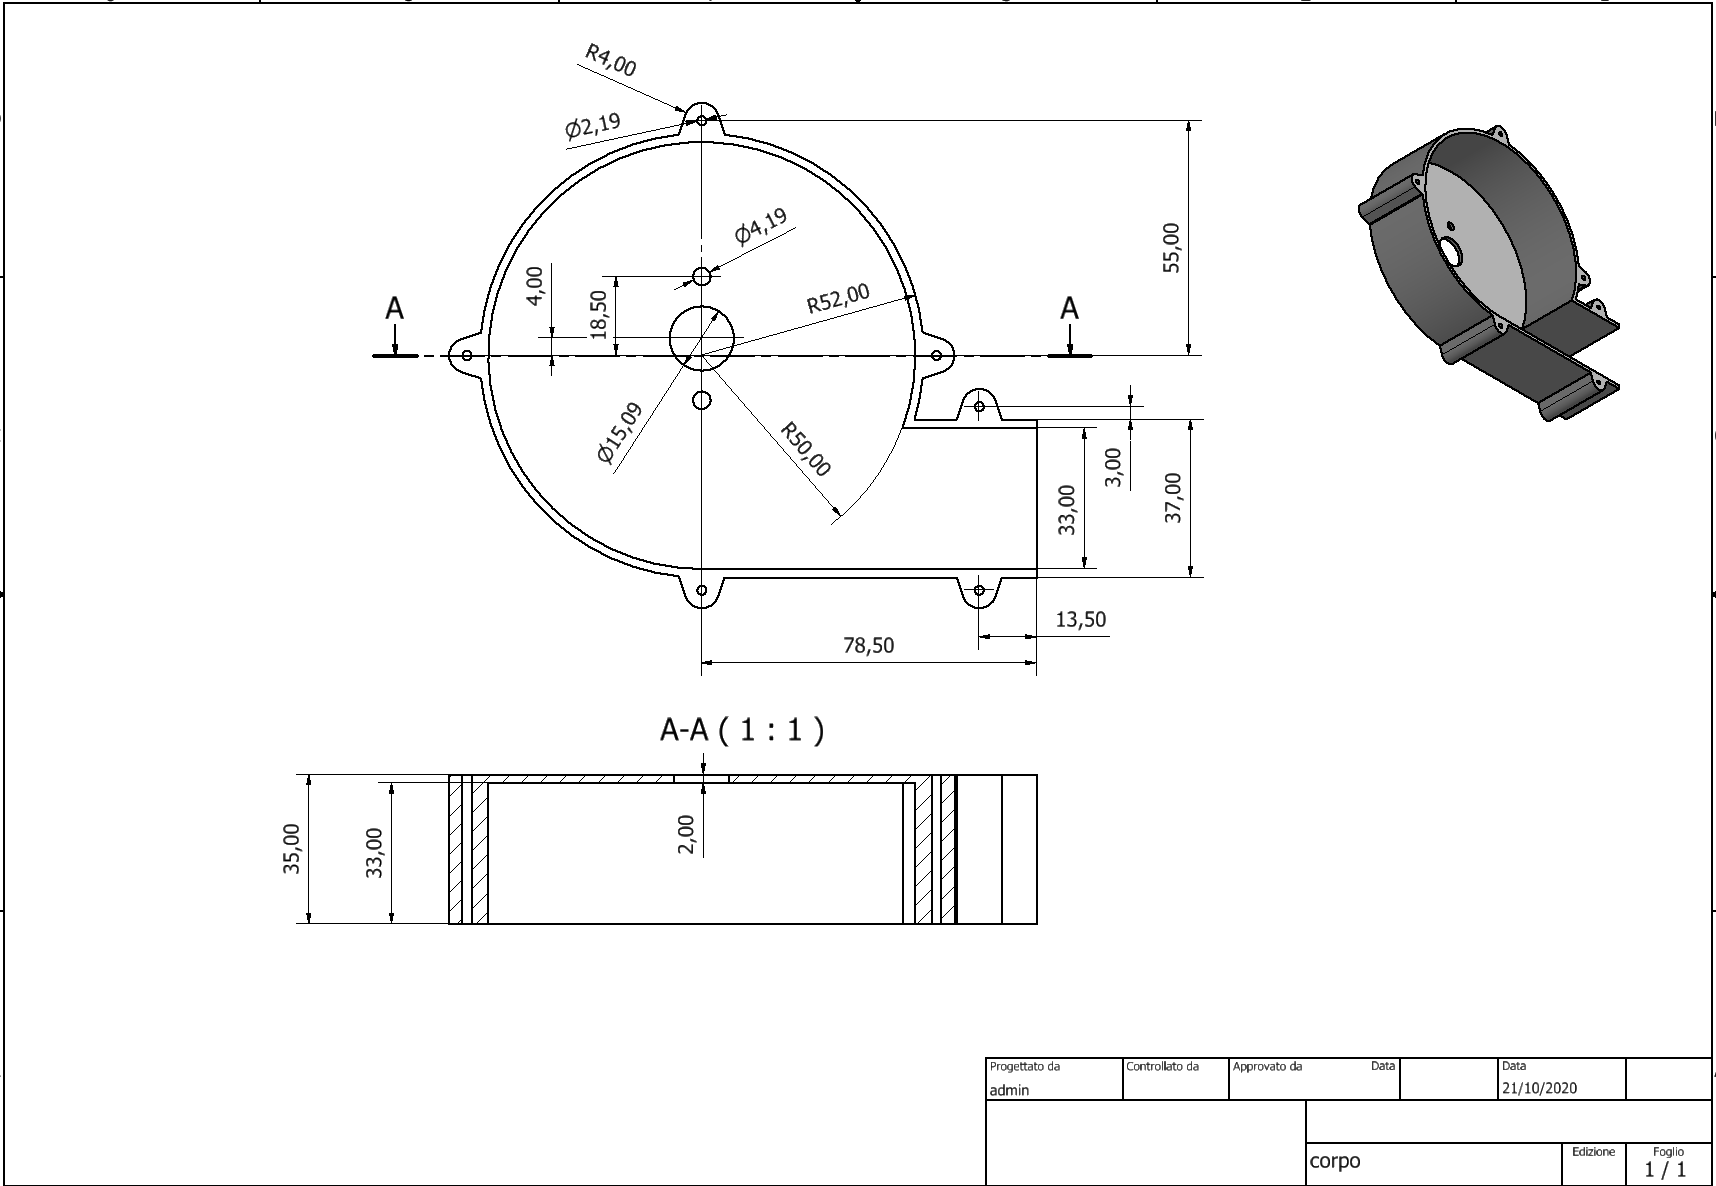 R4,00
Ø2,19
Ø4,19
4,00
18,50
R52,00
55,00
A
A
Ø15,09
R50,00
3,00
33,00
37,00
13,50
78,50
A-A ( 1 : 1 )
35,00
33,00
2,00
Progettato da
Controllato da
Approvato da
Data
Data
admin
21/10/2020
corpo
Edizione
Foglio
1 / 1